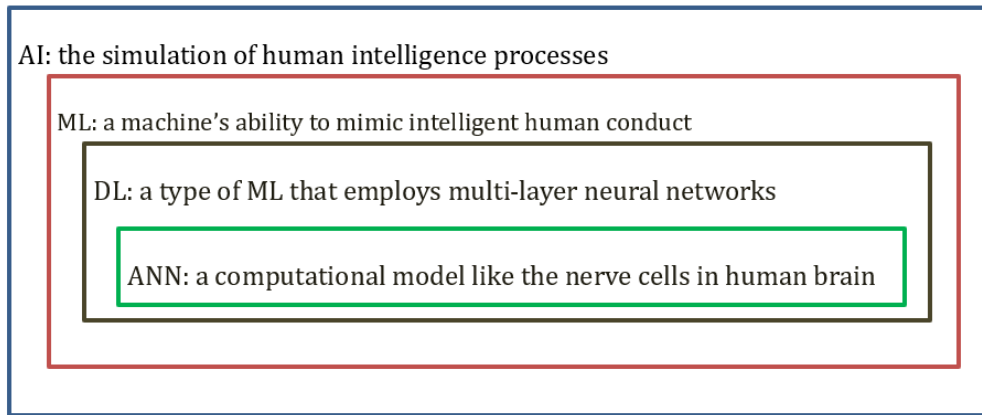 AI: the simulation of human intelligence processes
ML: a machine’s ability to mimic intelligent human conduct
DL: a type of ML that employs multi-layer neural networks
ANN: a computational model like the nerve cells in human brain